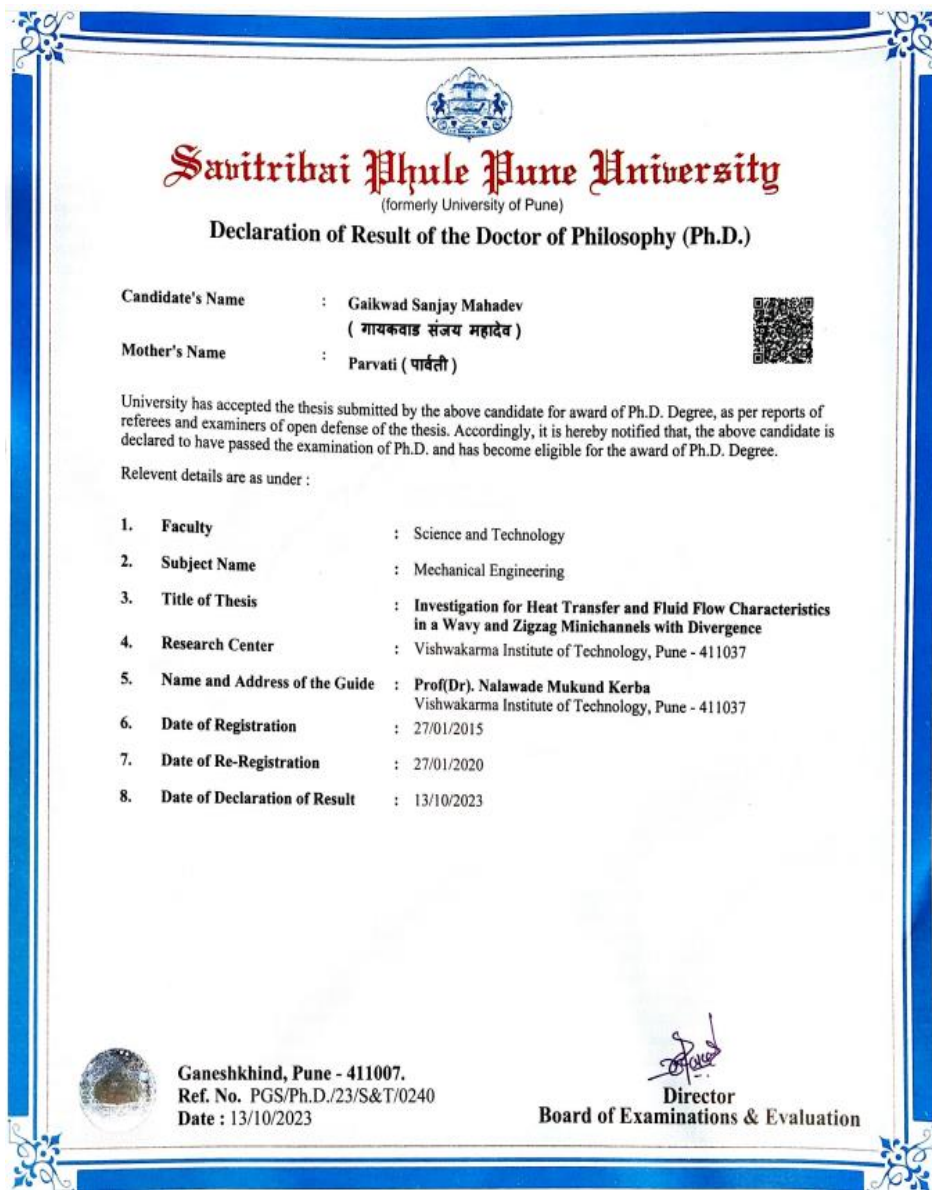 Savitribai Phule Pune University
(formerly University of Pune)
Declaration of Result of the Doctor of Philosophy (Ph.D.)
Candidate's Name : Gaikwad Sanjay Mahadev
( गायकवाड संजय महादेव )
Mother's Name : Parvati ( पार्वती )
University has accepted the thesis submitted by the above candidate for award of Ph.D. Degree, as per reports of
referees and examiners of open defense of the thesis. Accordingly, it is hereby notified that, the above candidate is
declared to have passed the examination of Ph.D. and has become eligible for the award of Ph.D. Degree.
Relevent details are as under :
1. Faculty : Science and Technology
2. Subject Name : Mechanical Engineering
3. Title of Thesis : Investigation for Heat Transfer and Fluid Flow Characteristics
in a Wavy and Zigzag Minichannels with Divergence
4. Research Center : Vishwakarma Institute of Technology, Pune - 411037
5. Name and Address of the Guide : Prof(Dr). Nalawade Mukund Kerba
Vishwakarma Institute of Technology, Pune - 411037
6. Date of Registration : 27/01/2015
7. Date of Re-Registration : 27/01/2020
8. Date of Declaration of Result : 13/10/2023
Ganeshkhind, Pune - 411007.
Ref. No. PGS/Ph.D./23/S&T/0240
Date : 13/10/2023
Director
Board of Examinations & Evaluation